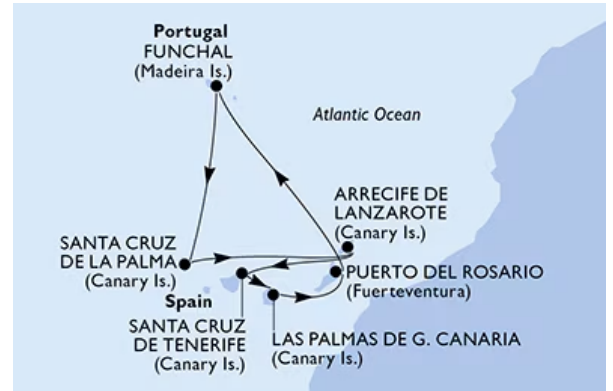 Portugal
FUNCHAL
(Madeira Is.)
Atlantic Ocean
ARRECIFE DE
LANZAROTE
(Canary Is.)
SANTA CRUZ
DE LA PALMA
(Canary Is.)
PUERTO DEL ROSARIO
(Fuerteventura)
Spain
SANTA CRUZ
DE TENERIFE
(Canary Is.)
LAS PALMAS DE G. CANARIA
(Canary Is.)